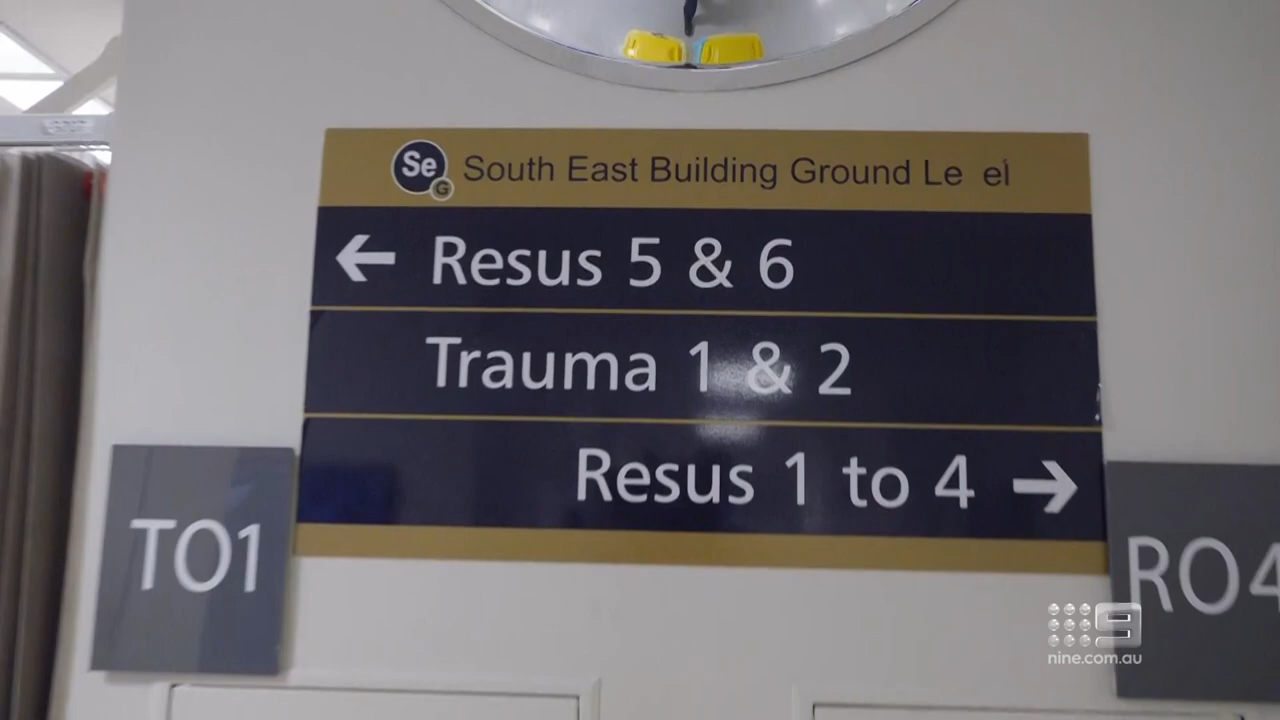 Se G South East Building Ground Le el
← Resus 5 & 6
Trauma 1 & 2
Resus 1 to 4 →
TO1
RO4
9
nine.com.au